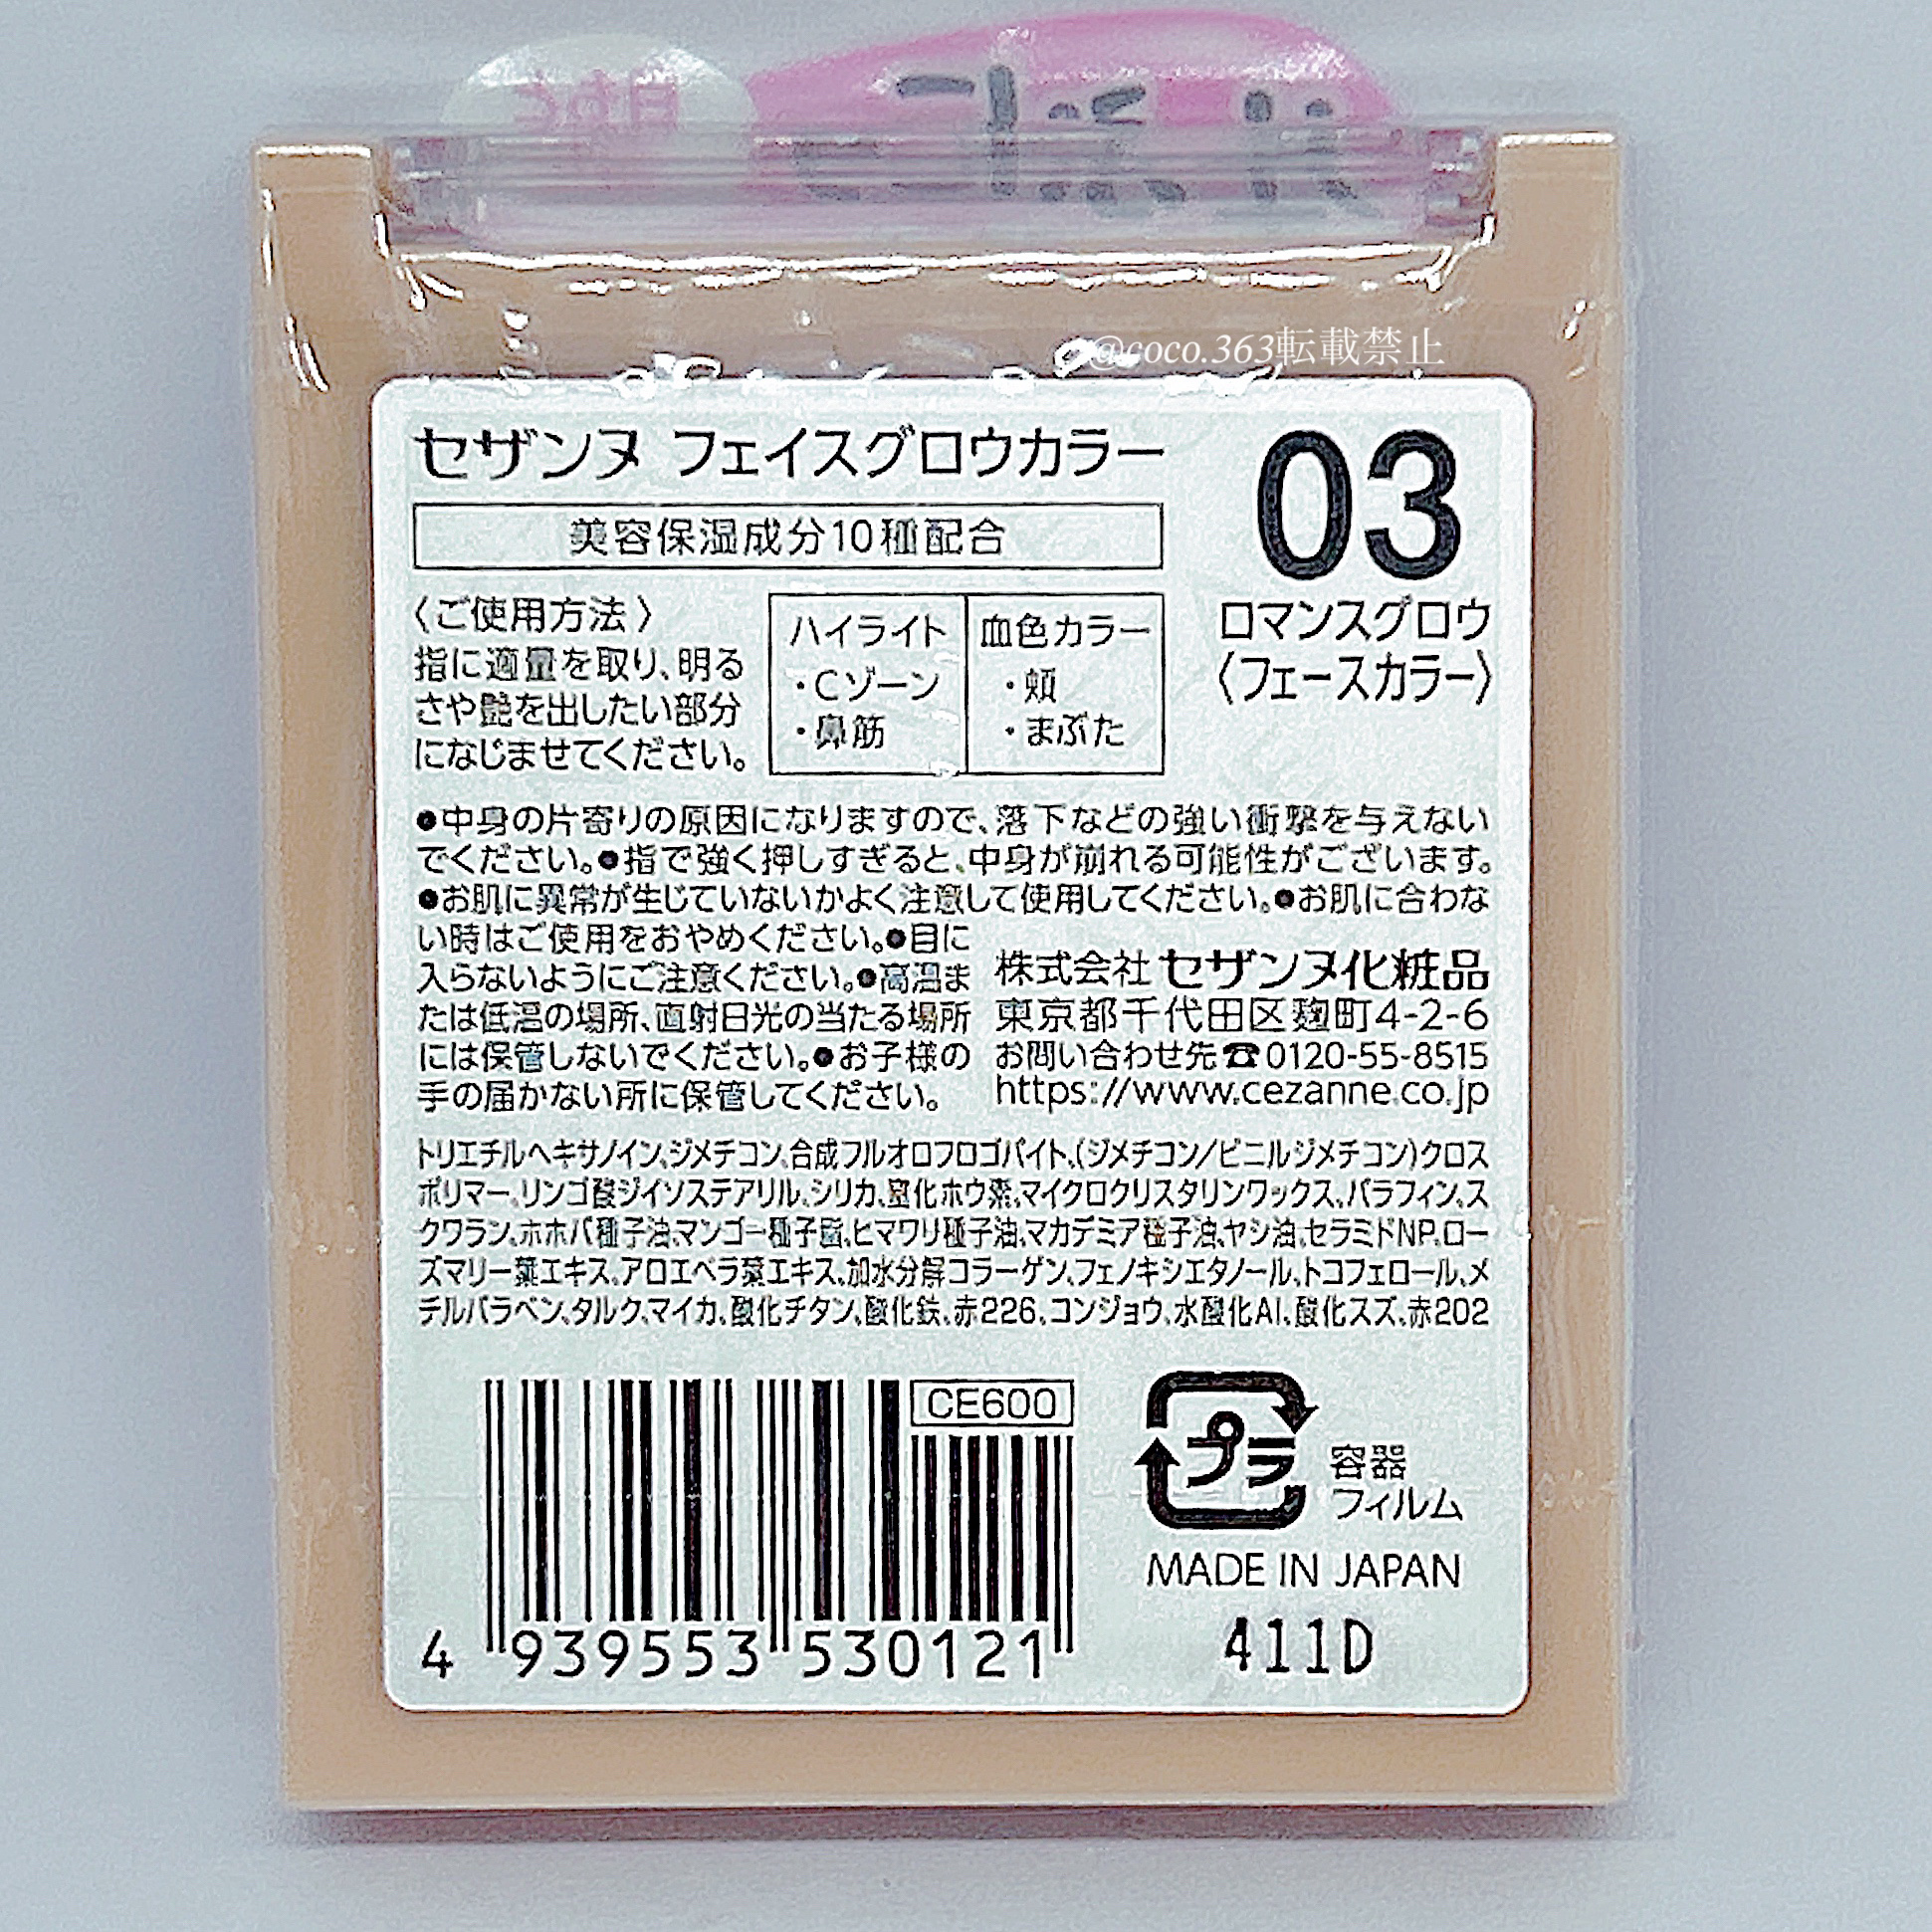 @coco.363転載禁止
セザンヌ フェイスグロウカラー
03
美容保湿成分10種配合
ロマンスグロウ
〈フェースカラー〉
〈ご使用方法〉
指に適量を取り、明る
さや艶を出したい部分
になじませてください。
ハイライト
・Cゾーン
・鼻筋
血色カラー
・頬
・まぶた
●中身の片寄りの原因になりますので、落下などの強い衝撃を与えない
でください。●指で強く押しすぎると、中身が崩れる可能性がございます。
●お肌に異常が生じていないかよく注意して使用してください。●お肌に合わな
い時はご使用をおやめください。●目に
入らないようにご注意ください。●高温ま
たは低温の場所、直射日光の当たる場所
には保管しないでください。●お子様の
手の届かない所に保管してください。
株式会社 セザンヌ化粧品
東京都千代田区麹町4-2-6
お問い合わせ先☎0120-55-8515
https://www.cezanne.co.jp
トリエチルヘキサノイン、ジメチコン、合成フルオロフロゴパイト、(ジメチコン/ビニルジメチコン)クロス
ポリマー、リンゴ酸ジイソステアリル、シリカ、窒化ホウ素、マイクロクリスタリンワックス、パラフィン、ス
クワラン、ホホバ種子油、マンゴー種子脂、ヒマワリ種子油、マカデミア種子油、ヤシ油、セラミドNP、ロー
ズマリー葉エキス、アロエベラ葉エキス、加水分解コラーゲン、フェノキシエタノール、トコフェロール、メ
チルパラベン、タルク、マイカ、酸化チタン、酸化鉄、赤226、コンジョウ、水酸化Al、酸化スズ、赤202
CE600
4 939553 530121
プラ
容器
フィルム
MADE IN JAPAN
411D